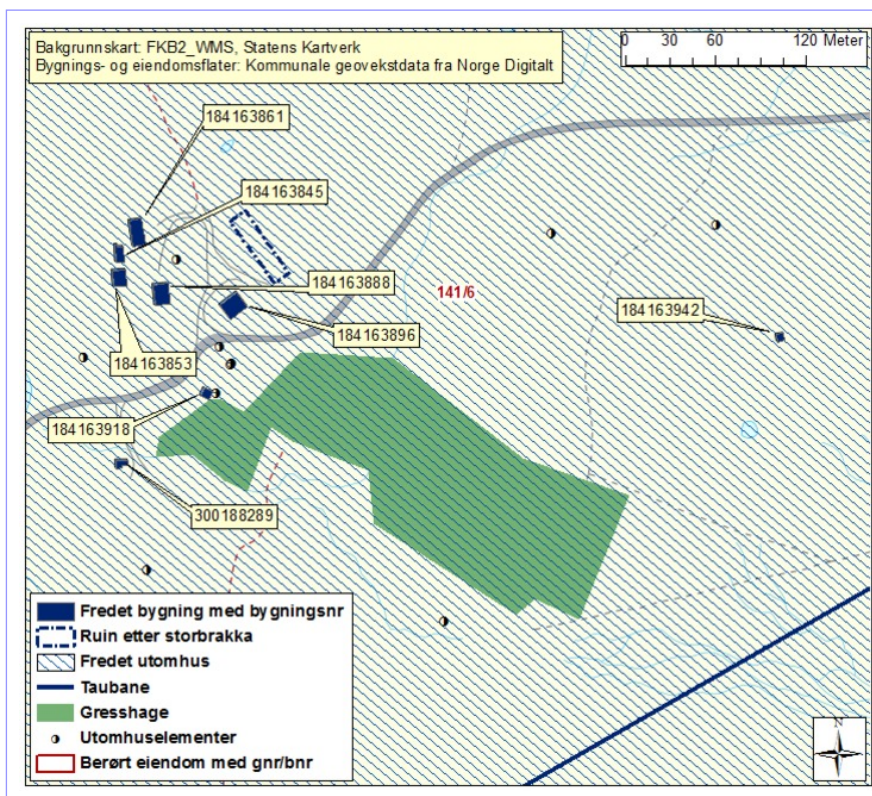 Bakgrunnskart: FKB2_WMS, Statens Kartverk
Bygnings- og eiendomsflater: Kommunale geovekstdata fra Norge Digitalt
0 30 60 120 Meter
184163861
184163845
184163888
141/6
184163942
184163896
184163853
184163918
300188289
Fredet bygning med bygningsnr
Ruin etter storbrakka
Fredet utomhus
Taubane
Gresshage
Utomhuselementer
Berørt eiendom med gnr/bnr
N